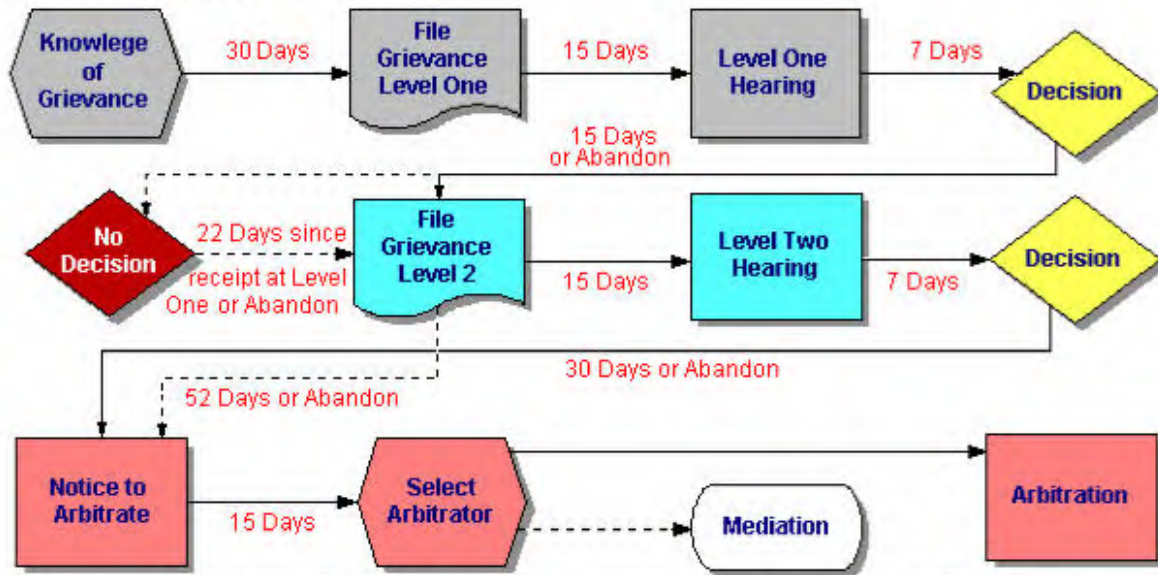 Knowlege
of
Grievance
30 Days
File
Grievance
Level One
15 Days
Level One
Hearing
7 Days
Decision
15 Days
or Abandon
No
Decision
22 Days since
receipt at Level
One or Abandon
File
Grievance
Level 2
15 Days
Level Two
Hearing
7 Days
Decision
30 Days or Abandon
52 Days or Abandon
Notice to
Arbitrate
15 Days
Select
Arbitrator
Mediation
Arbitration